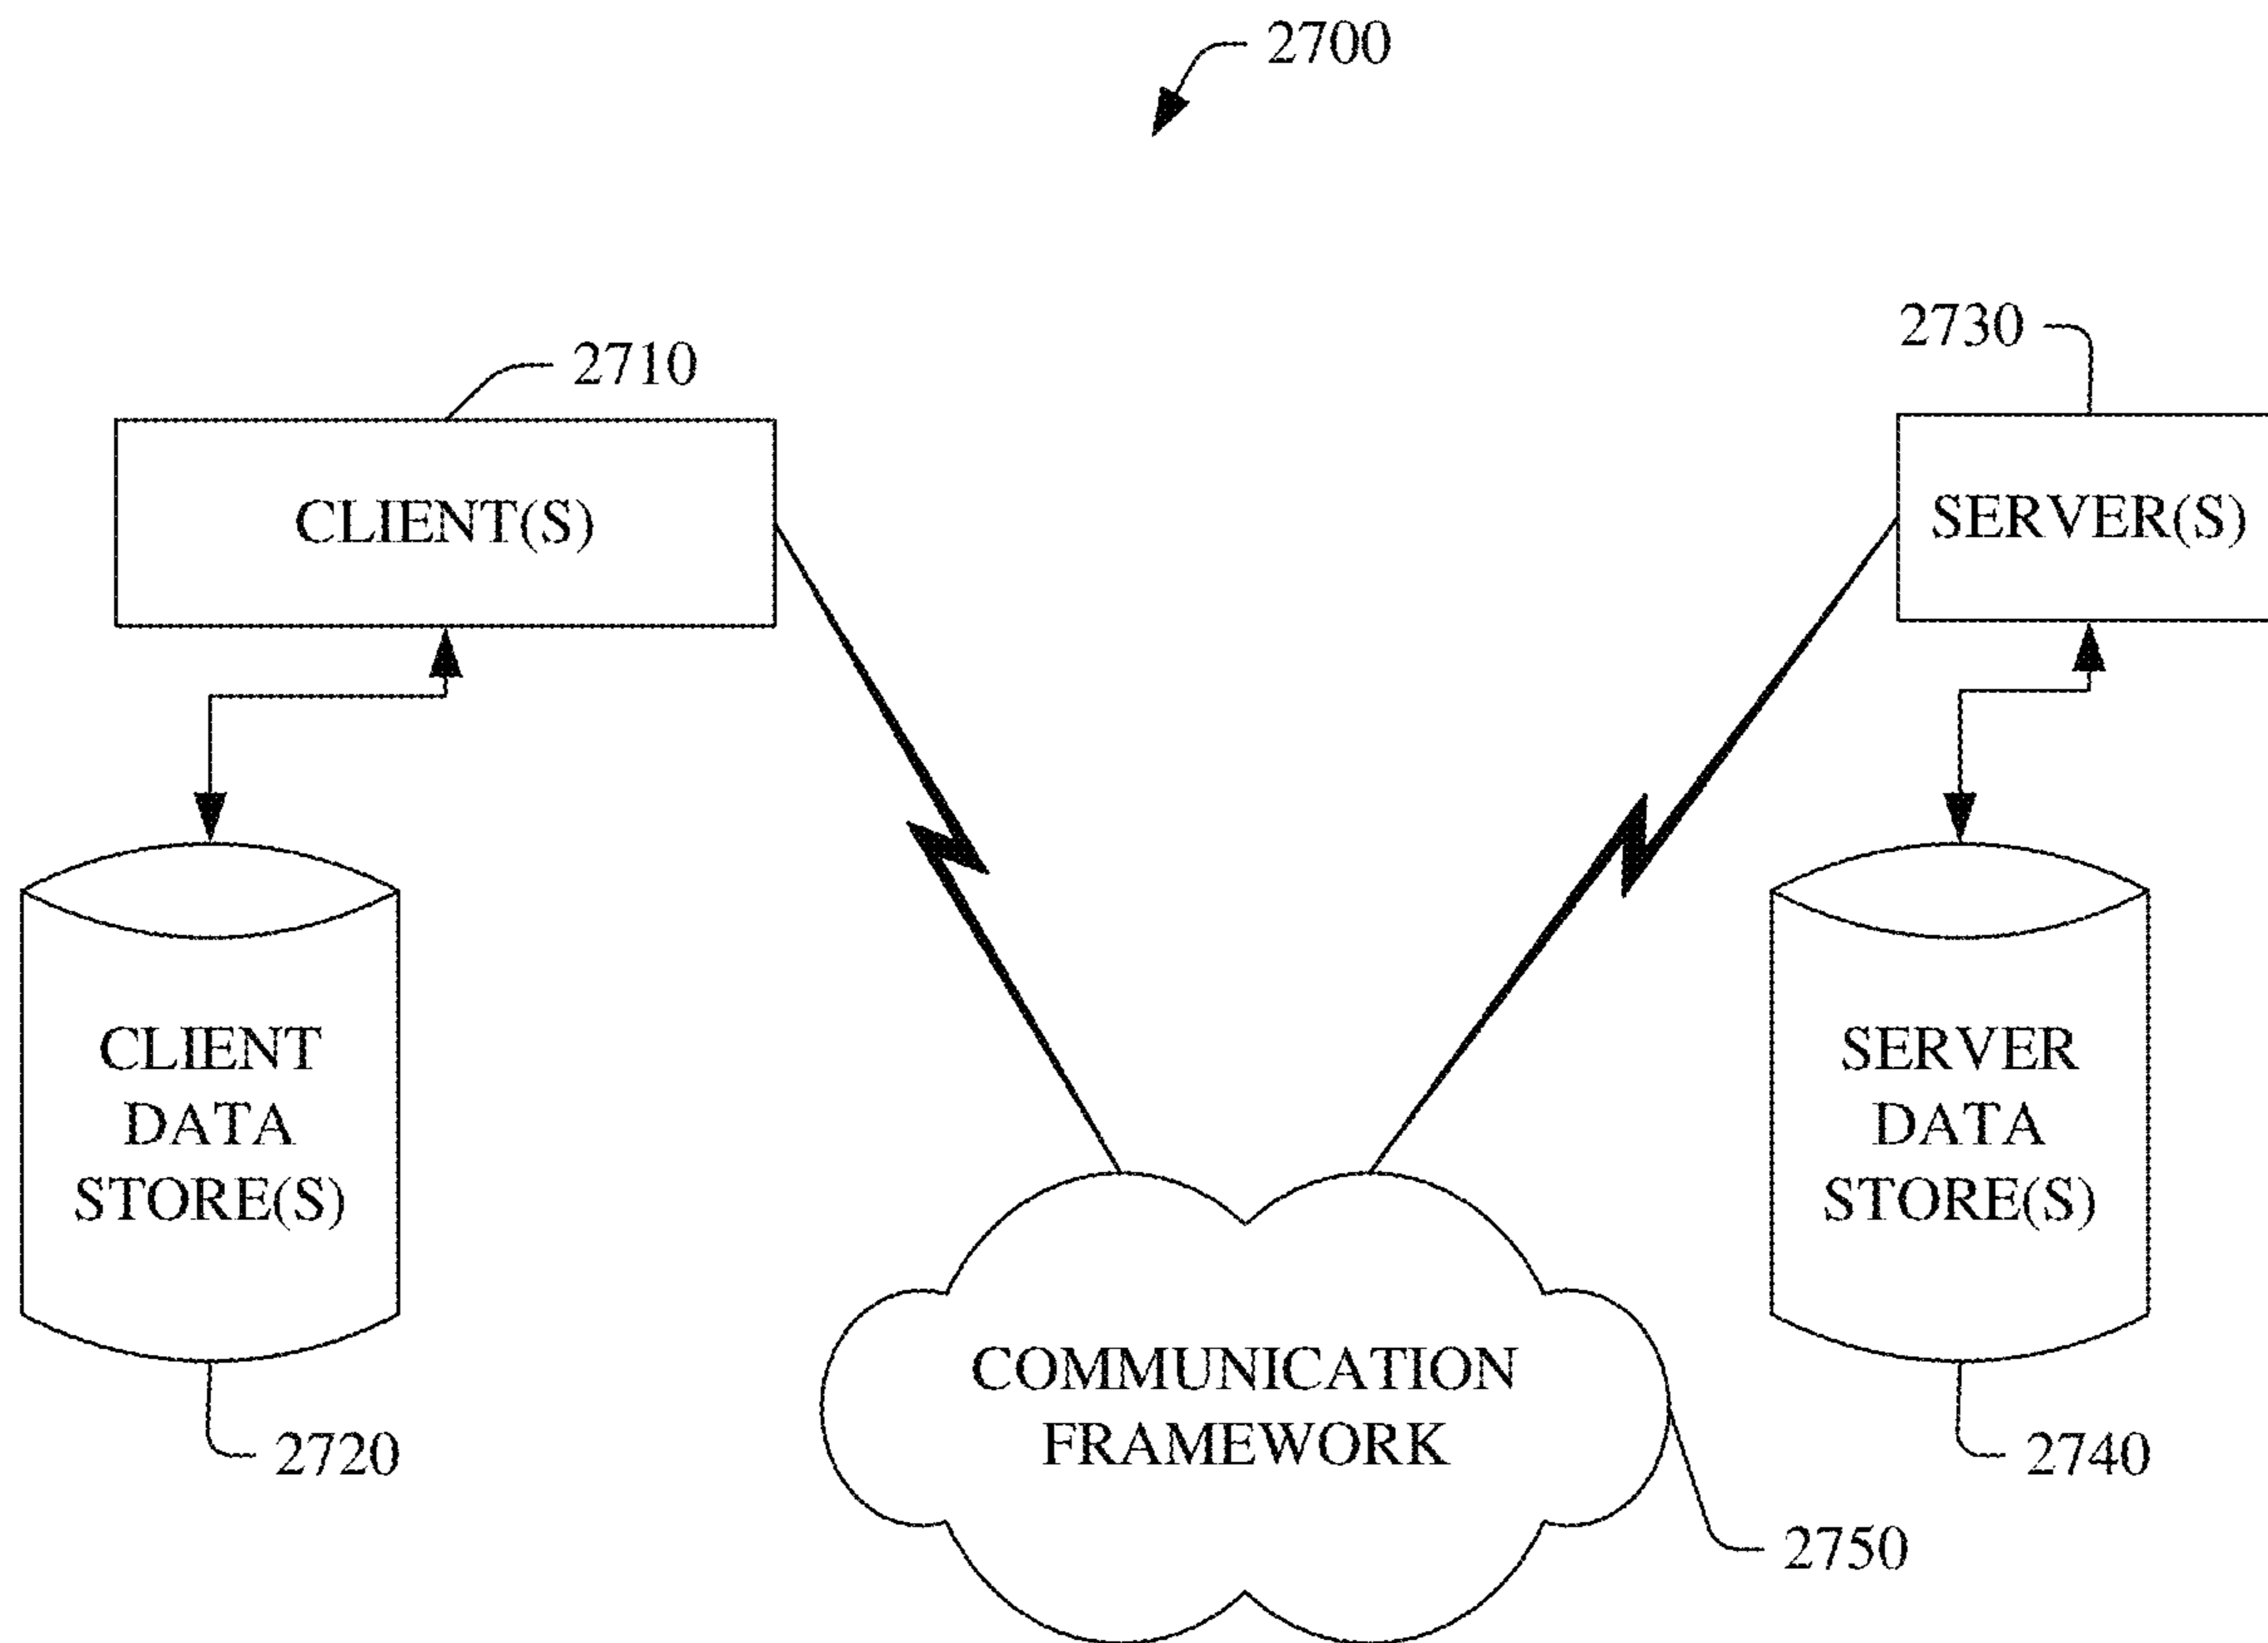 2700
2710
2730
CLIENT(S)
SERVER(S)
CLIENT
DATA
STORE(S)
SERVER
DATA
STORE(S)
COMMUNICATION
FRAMEWORK
2720
2740
2750